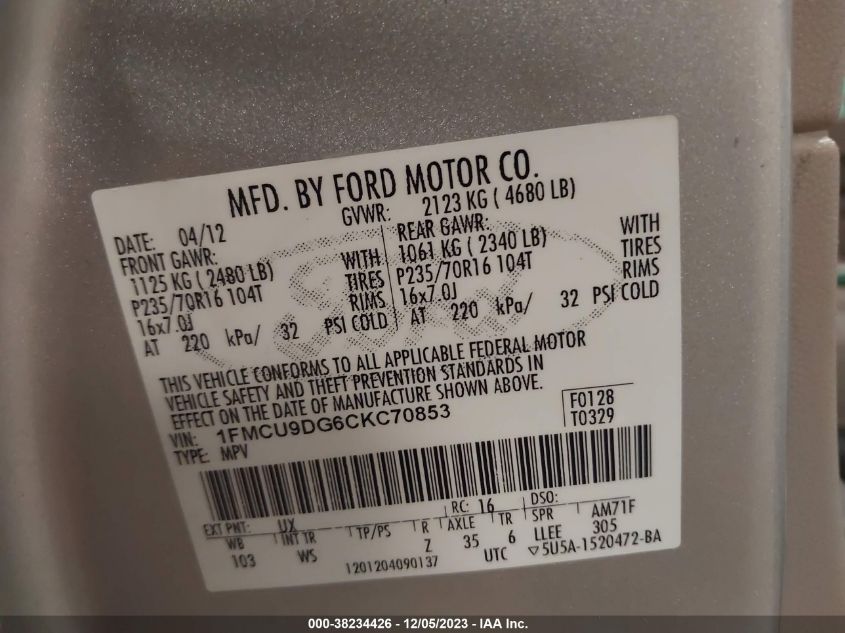 MFD. BY FORD MOTOR CO.
DATE: 04/12 GVWR: 2123 KG ( 4680 LB)
FRONT GAWR: REAR GAWR:
1125 KG ( 2480 LB) WITH 1061 KG ( 2340 LB) WITH
P235/70R16 104T TIRES P235/70R16 104T TIRES
16x7.0J RIMS 16x7.0J RIMS
AT 220 kPa/ 32 PSI COLD AT 220 kPa/ 32 PSI COLD
THIS VEHICLE CONFORMS TO ALL APPLICABLE FEDERAL MOTOR
VEHICLE SAFETY AND THEFT PREVENTION STANDARDS IN
EFFECT ON THE DATE OF MANUFACTURE SHOWN ABOVE.
VIN: 1FMCU9DG6CKC70853 F0128
TYPE: MPV T0329
EXT PNT: UX RC: 16 DSO: AM71F
WB INT TR TP/PS R AXLE TR SPR 305
103 WS Z 35 6 LLEE
1201204090137 UTC ▽5U5A-1520472-BA
000-38234426 - 12/05/2023 - IAA Inc.